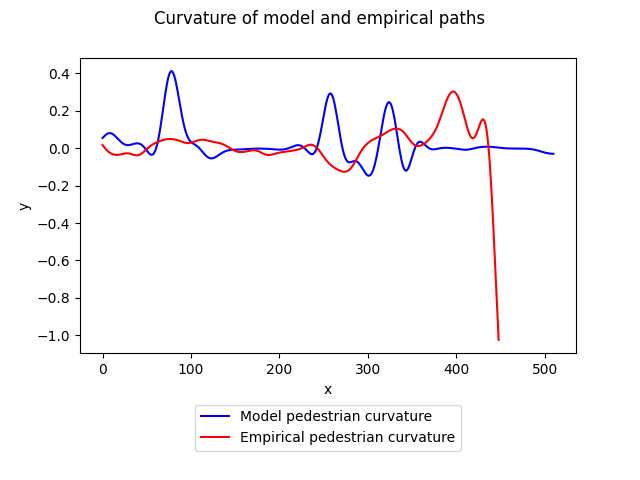 Curvature of model and empirical paths
0.4
0.2
0.0
−0.2
−0.4
−0.6
−0.8
−1.0
y
0 100 200 300 400 500
x
Model pedestrian curvature
Empirical pedestrian curvature